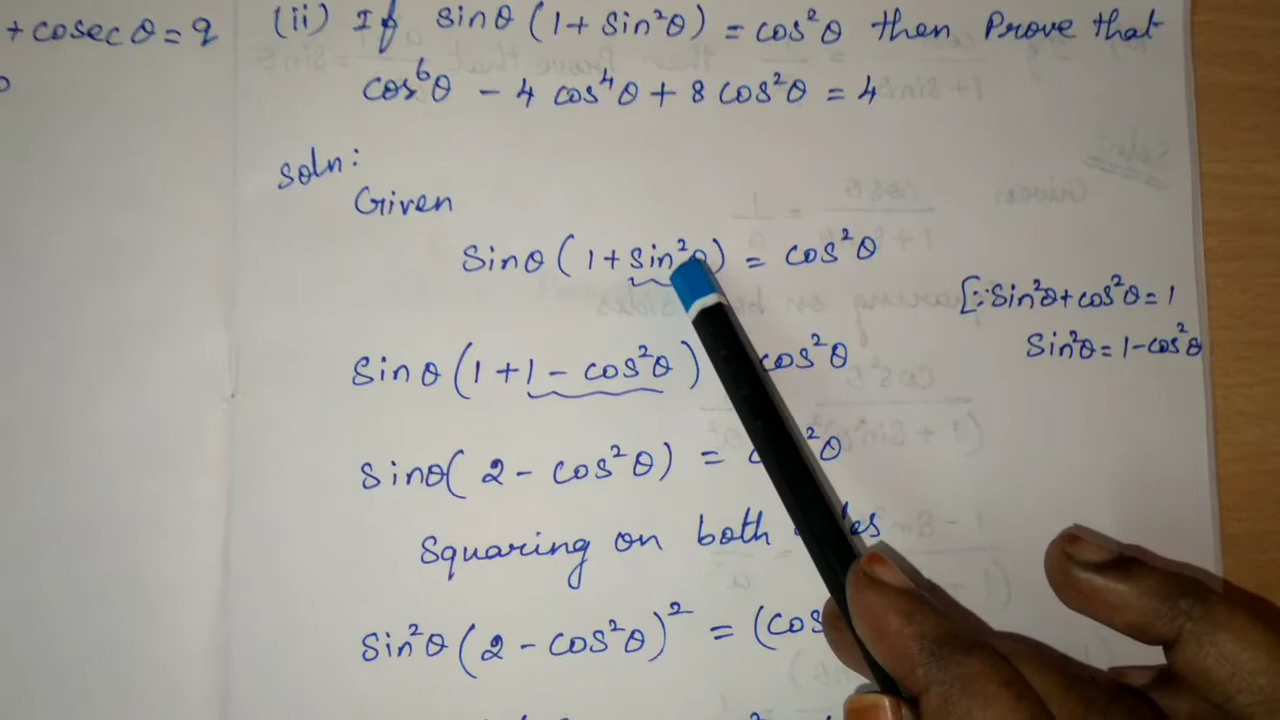 + cosec θ = q
(ii) If sinθ (1 + sin²θ) = cos²θ then prove that
cos⁶θ - 4 cos⁴θ + 8 cos²θ = 4
Soln:
Given
Sinθ (1 + sin²θ) = cos²θ
[∵ Sin²θ + cos²θ = 1
Sin²θ = 1 - cos²θ
Sinθ (1 + 1 - cos²θ) cos²θ
Sinθ (2 - cos²θ) = c ²θ
Squaring on both
Sin²θ (2 - cos²θ)² = (cos